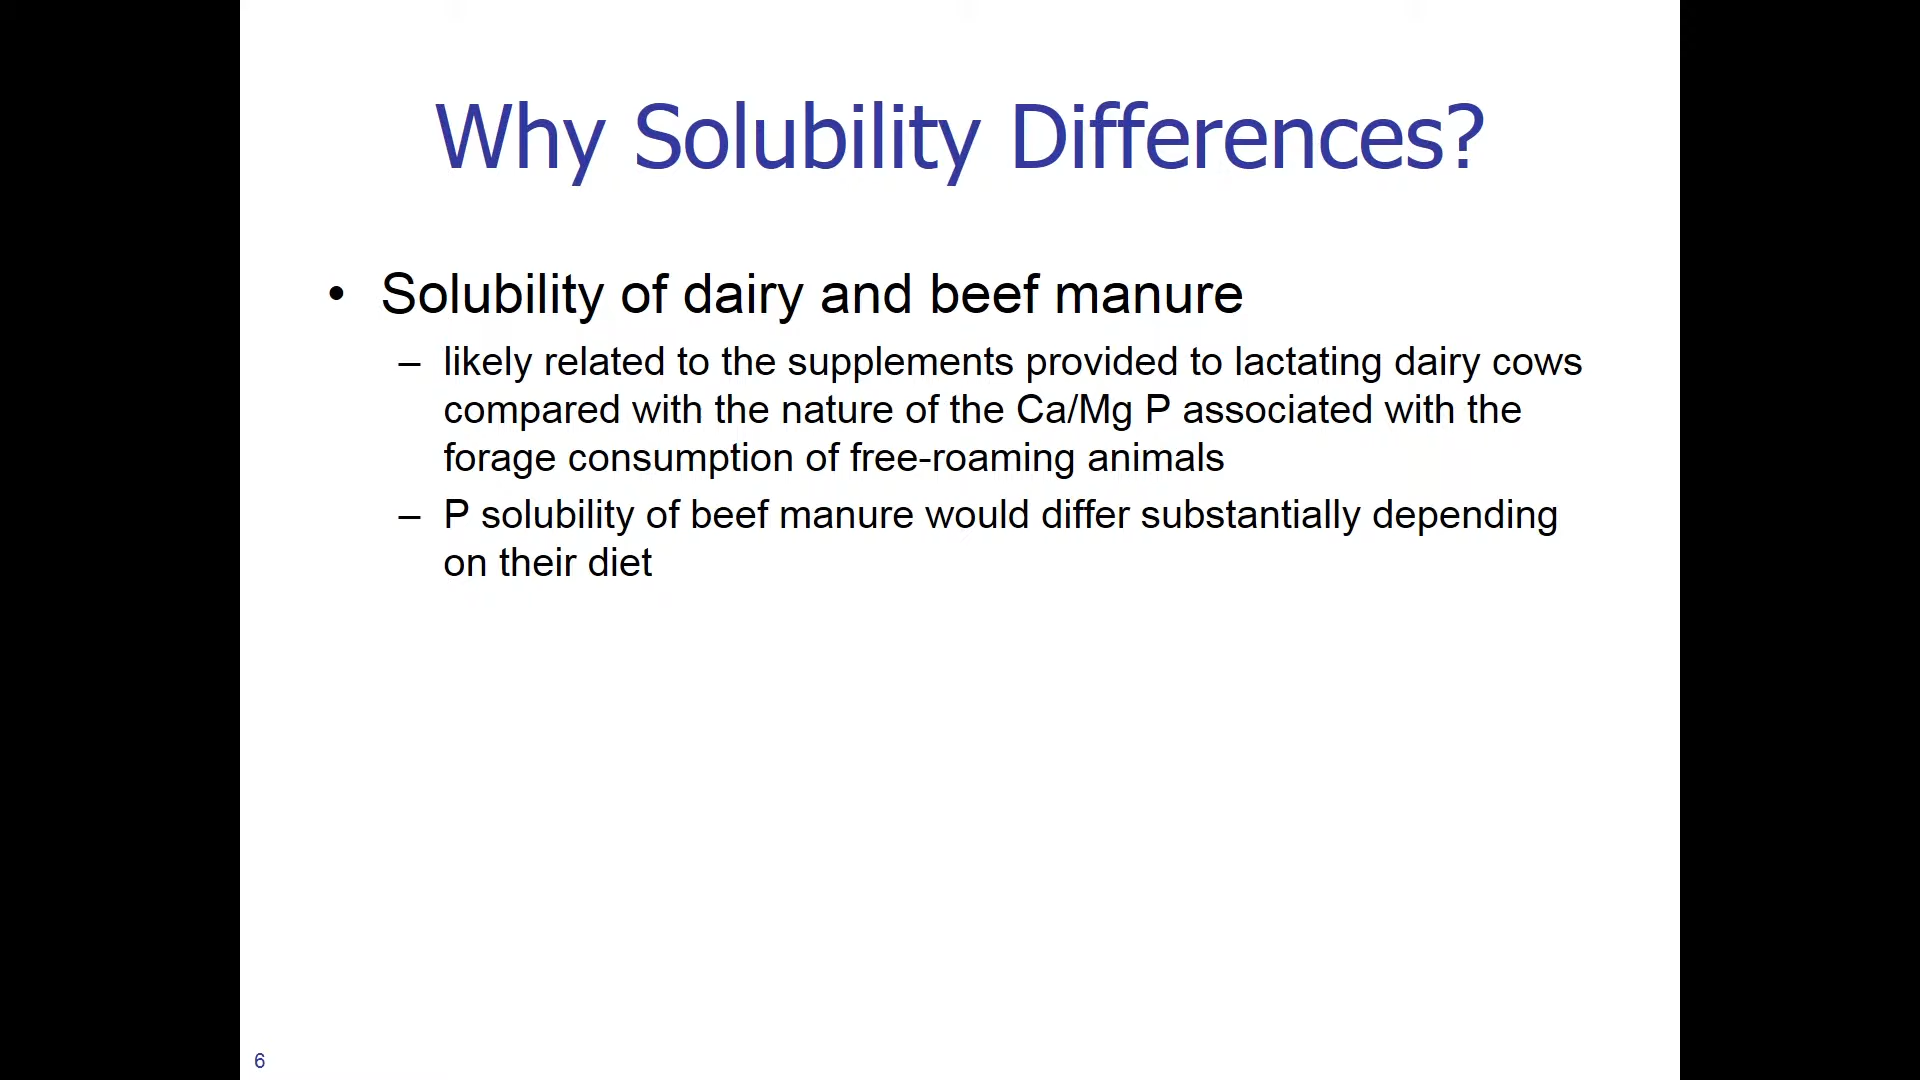 Why Solubility Differences?
• Solubility of dairy and beef manure
– likely related to the supplements provided to lactating dairy cows
compared with the nature of the Ca/Mg P associated with the
forage consumption of free-roaming animals
– P solubility of beef manure would differ substantially depending
on their diet
6